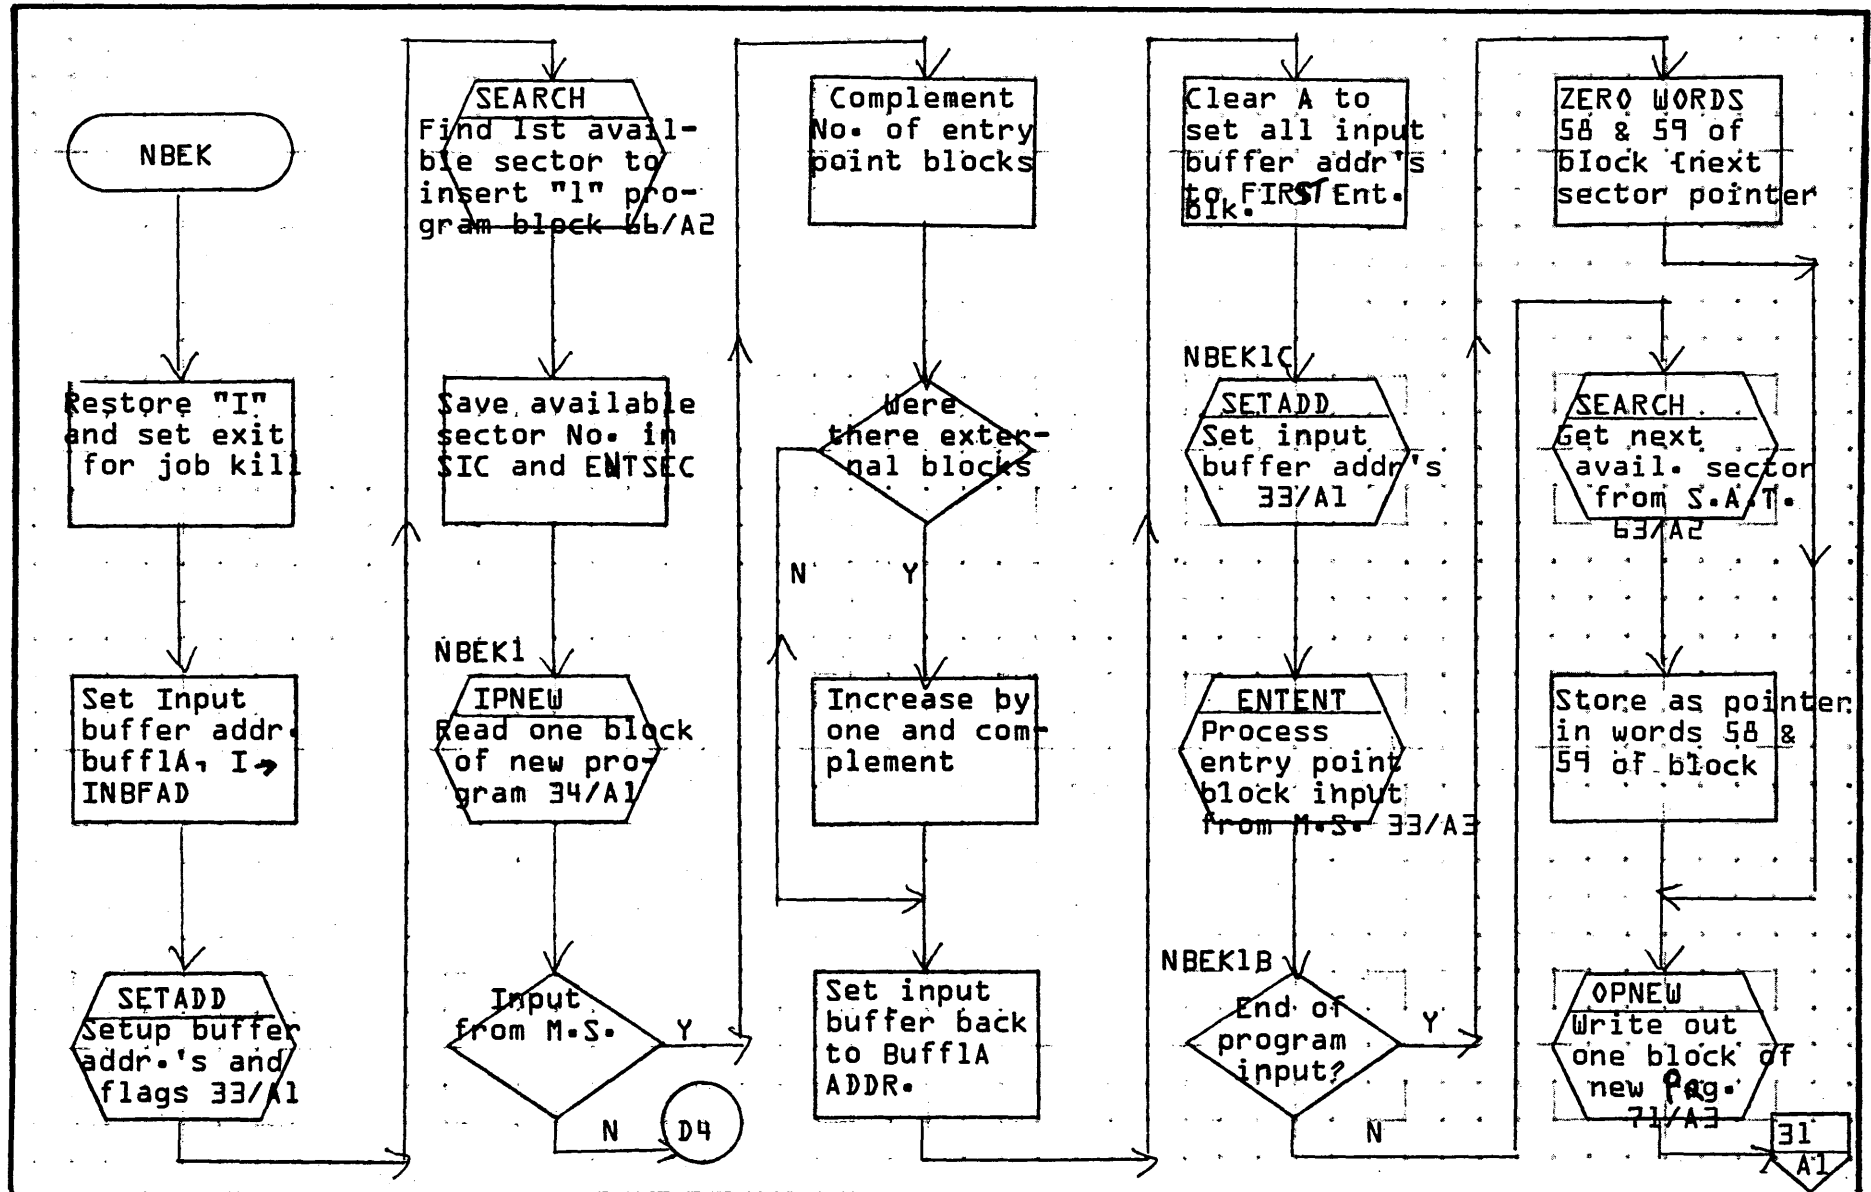 NBEK
Restore "I"
and set exit
for job kill
Set Input
buffer addr.
buff1A, I→
INBFAD
SETADD
Setup buffer
addr.'s and
flags 33/A1
SEARCH
Find 1st avail-
ble sector to
insert "1" pro-
gram block 66/A2
Save available
sector No. in
SIC and ENTSEC
NBEK1
IPNEW
Read one block
of new pro-
gram 34/A1
Input
from M.S.
Y
N
D4
Complement
No. of entry
point blocks
Were
there exter-
nal blocks
N
Y
Increase by
one and com-
plement
Set input
buffer back
to Buff1A
ADDR.
Clear A to
set all input
buffer addr's
to FIRST Ent.
blk.
NBEK1C
SETADD
Set input
buffer addr's
33/A1
ENTENT
Process
entry point
block input
from M.S. 33/A3
NBEK1B
End of
program
input?
Y
N
ZERO WORDS
58 & 59 of
block {next
sector pointer
SEARCH
Get next
avail. sector
from S.A.T.
63/A2
Store as pointer
in words 58 &
59 of block
OPNEW
Write out
one block of
new Prg.
71/A3
31
A1